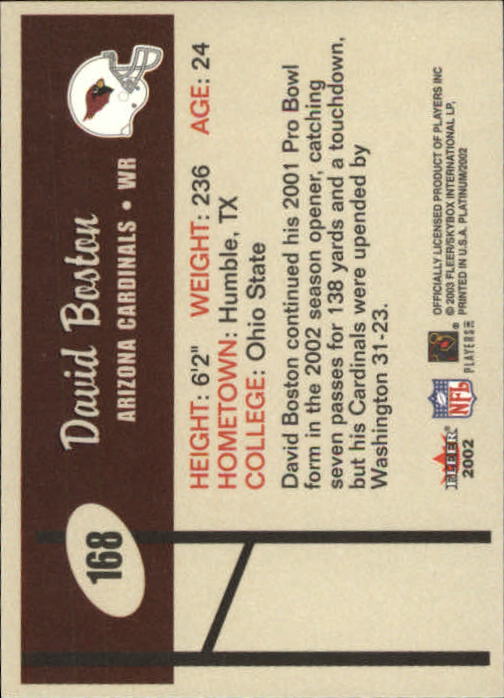 168
David Boston
ARIZONA CARDINALS • WR
HEIGHT: 6'2" WEIGHT: 236 AGE: 24
HOMETOWN: Humble, TX
COLLEGE: Ohio State
David Boston continued his 2001 Pro Bowl
form in the 2002 season opener, catching
seven passes for 138 yards and a touchdown,
but his Cardinals were upended by
Washington 31-23.
FLEER
2002
NFL
PLAYERS INC
OFFICIALLY LICENSED PRODUCT OF PLAYERS INC
© 2003 FLEER/SKYBOX INTERNATIONAL LP,
PRINTED IN U.S.A. PLATINUM/2002